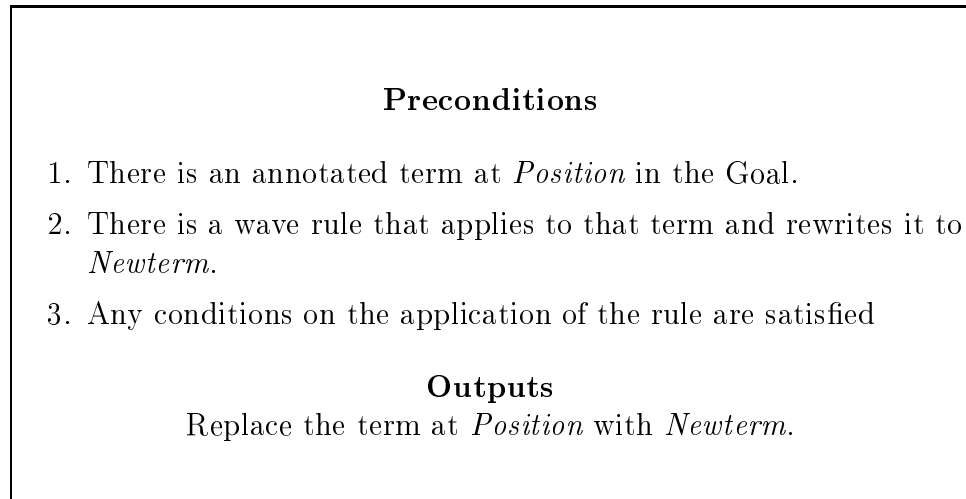 Preconditions
1. There is an annotated term at Position in the Goal.
2. There is a wave rule that applies to that term and rewrites it to
Newterm.
3. Any conditions on the application of the rule are satisfied
Outputs
Replace the term at Position with Newterm.